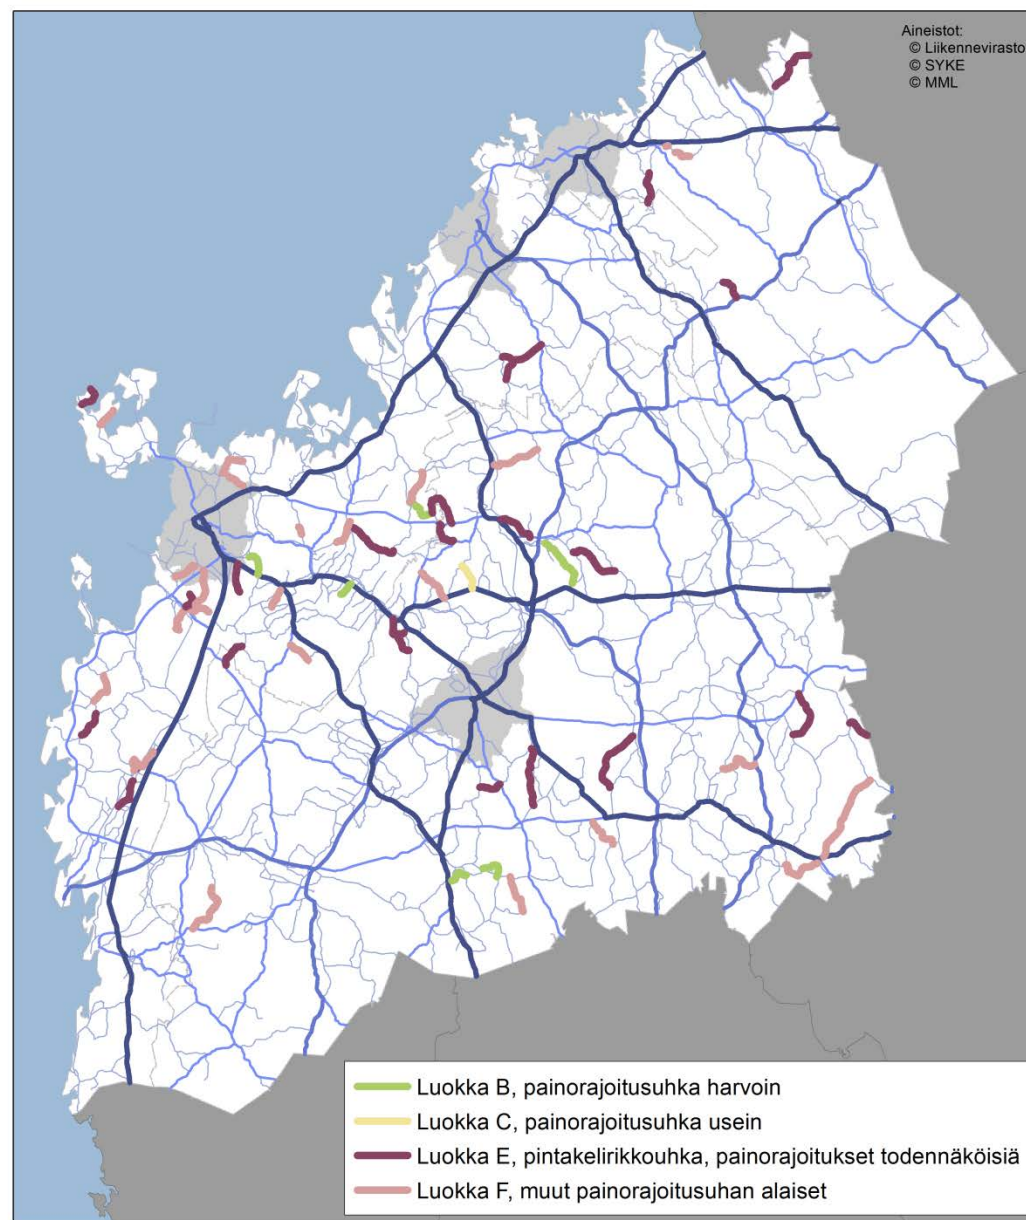 Aineistot:
© Liikennevirasto
© SYKE
© MML
Luokka B, painorajoitusuhka harvoin
Luokka C, painorajoitusuhka usein
Luokka E, pintakelirikkouhka, painorajoitukset todennäköisiä
Luokka F, muut painorajoitusuhan alaiset